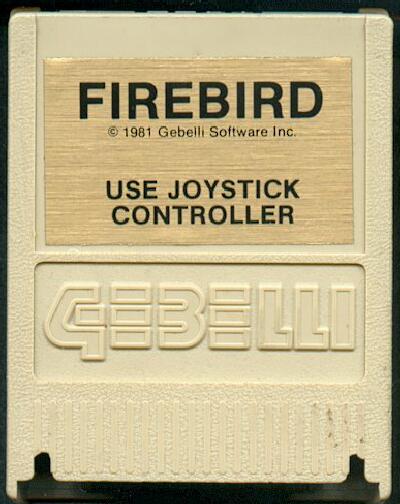 FIREBIRD
© 1981 Gebelli Software Inc.
USE JOYSTICK
CONTROLLER
GEBELLI